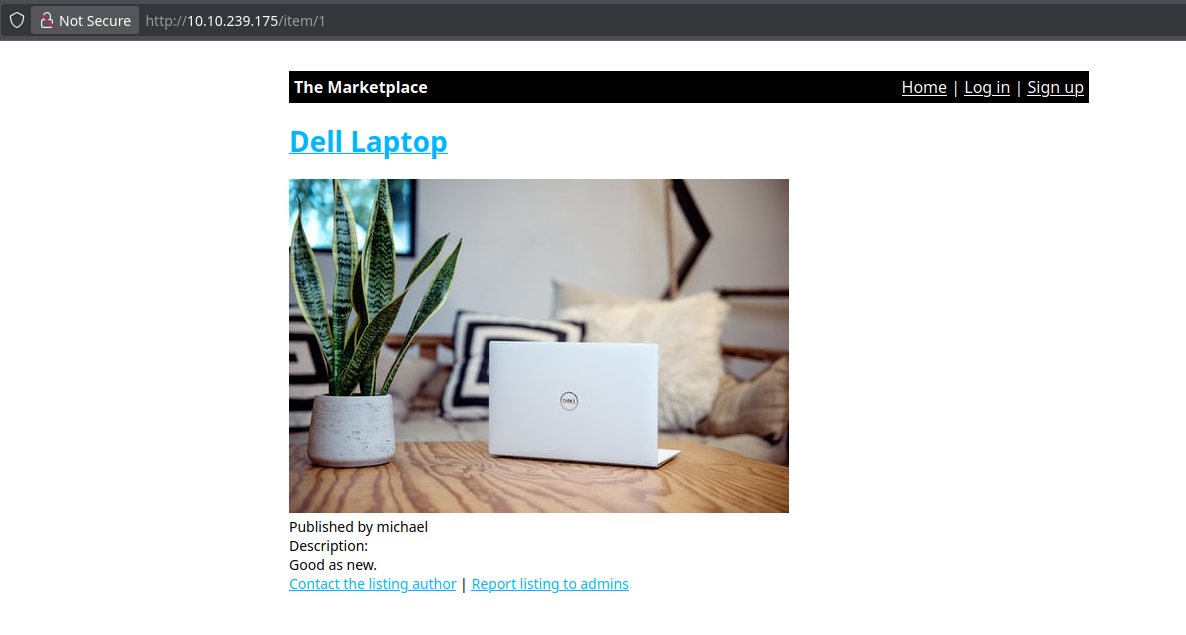 Not Secure http://10.10.239.175/item/1
The Marketplace Home | Log in | Sign up
Dell Laptop
DELL
Published by michael
Description:
Good as new.
Contact the listing author | Report listing to admins